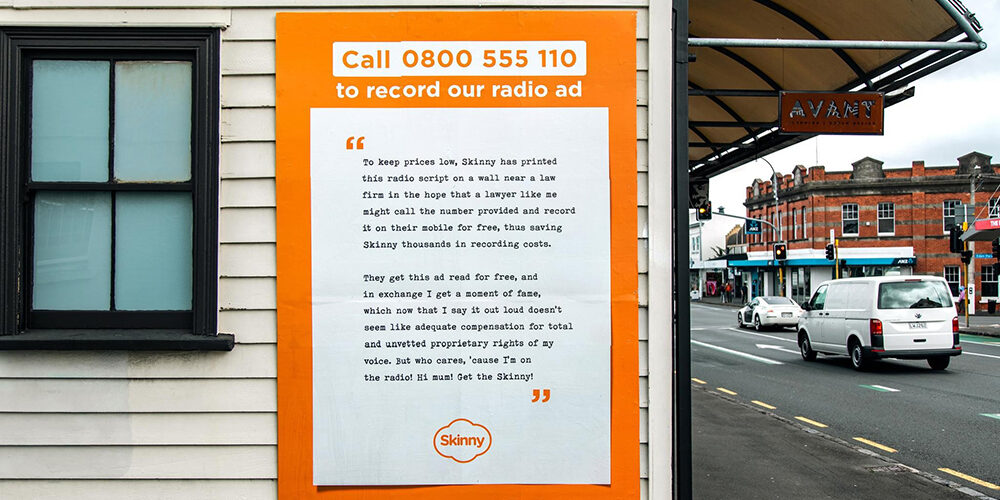 Call 0800 555 110
to record our radio ad
“
To keep prices low, Skinny has printed
this radio script on a wall near a law
firm in the hope that a lawyer like me
might call the number provided and record
it on their mobile for free, thus saving
Skinny thousands in recording costs.
They get this ad read for free, and
in exchange I get a moment of fame,
which now that I say it out loud doesn't
seem like adequate compensation for total
and unvetted proprietary rights of my
voice. But who cares, 'cause I'm on
the radio! Hi mum! Get the Skinny!
”
Skinny
AVANT
ANZ